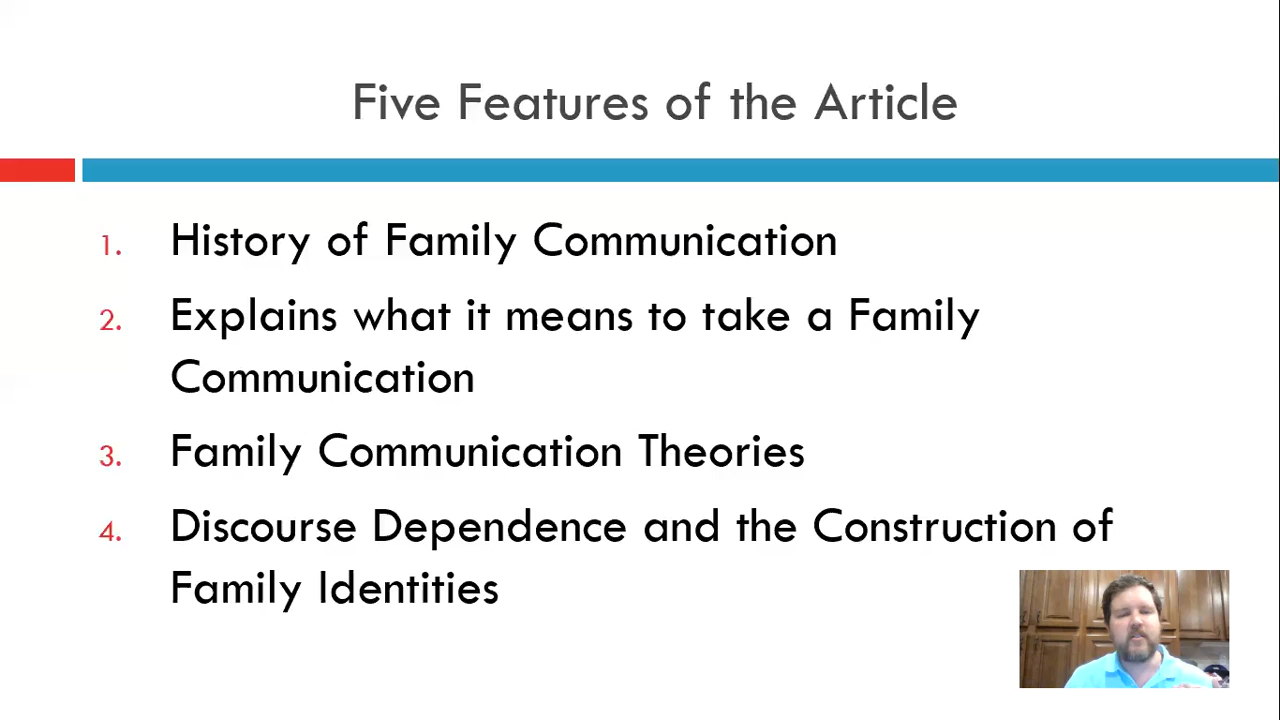 Five Features of the Article
1. History of Family Communication
2. Explains what it means to take a Family
Communication
3. Family Communication Theories
4. Discourse Dependence and the Construction of
Family Identities